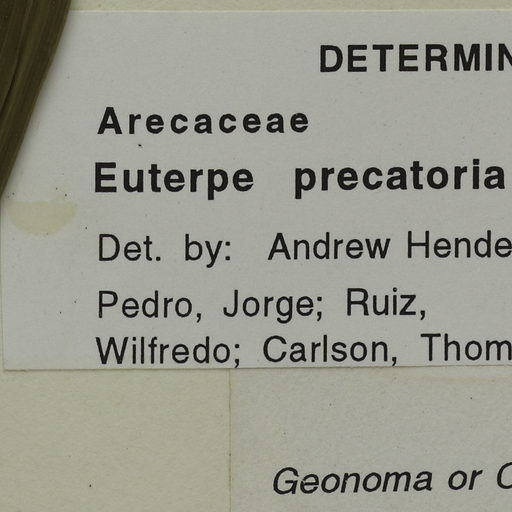 DETERMIN
Arecaceae
Euterpe precatoria
Det. by: Andrew Hende
Pedro, Jorge; Ruiz,
Wilfredo; Carlson, Thom
Geonoma or